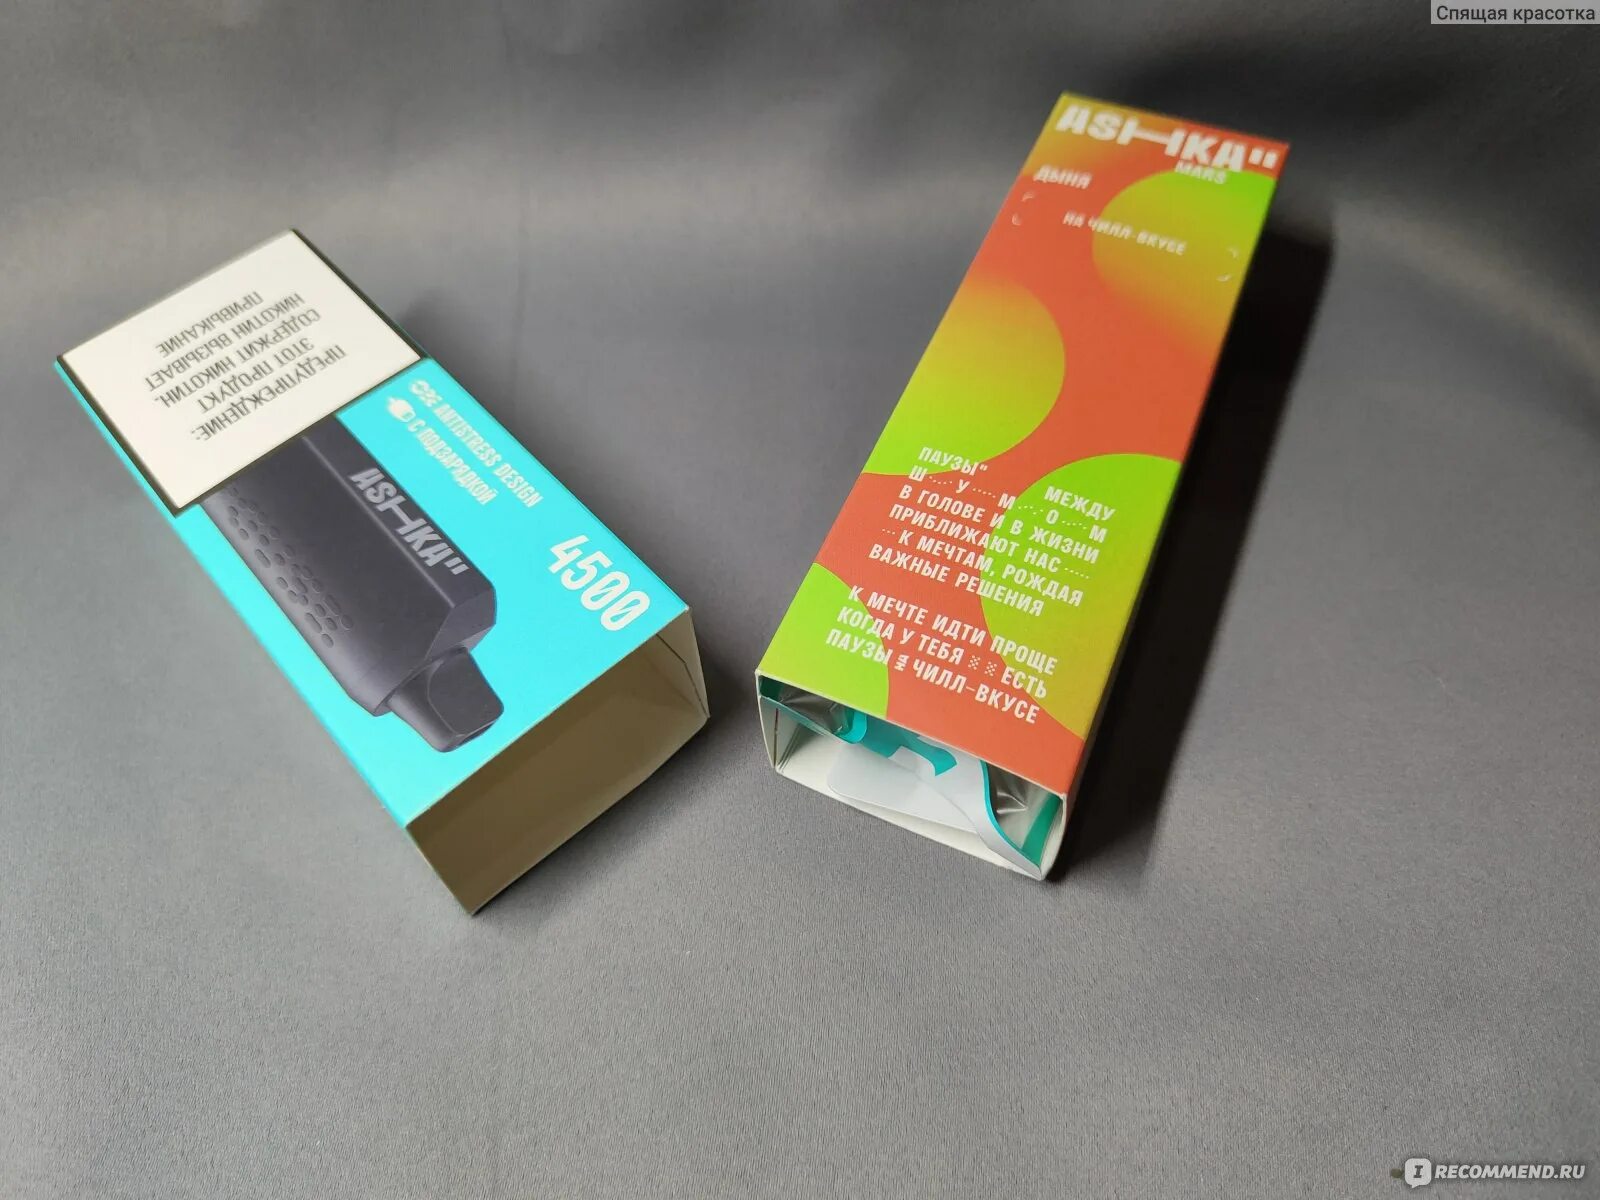 Спящая красотка
ПРЕДУПРЕЖДЕНИЕ:
ЭТОТ ПРОДУКТ
СОДЕРЖИТ НИКОТИН.
НИКОТИН ВЫЗЫВАЕТ
ПРИВЫКАНИЕ
ANTISTRESS DESIGN
С ПОДЗАРЯДКОЙ
ASHKA"
4500
ASHKA"
MARS
ДЫНЯ
НА ЧИЛЛ-ВКУСЕ
ПАУЗЫ" МЕЖДУ
Ш.....У.....М.....О.....М
В ГОЛОВЕ И В ЖИЗНИ
ПРИБЛИЖАЮТ НАС.....
...К МЕЧТАМ, РОЖДАЯ
ВАЖНЫЕ РЕШЕНИЯ
К МЕЧТЕ ИДТИ ПРОЩЕ
КОГДА У ТЕБЯ ЕСТЬ
ПАУЗЫ НА ЧИЛЛ-ВКУСЕ
IRECOMMEND.RU